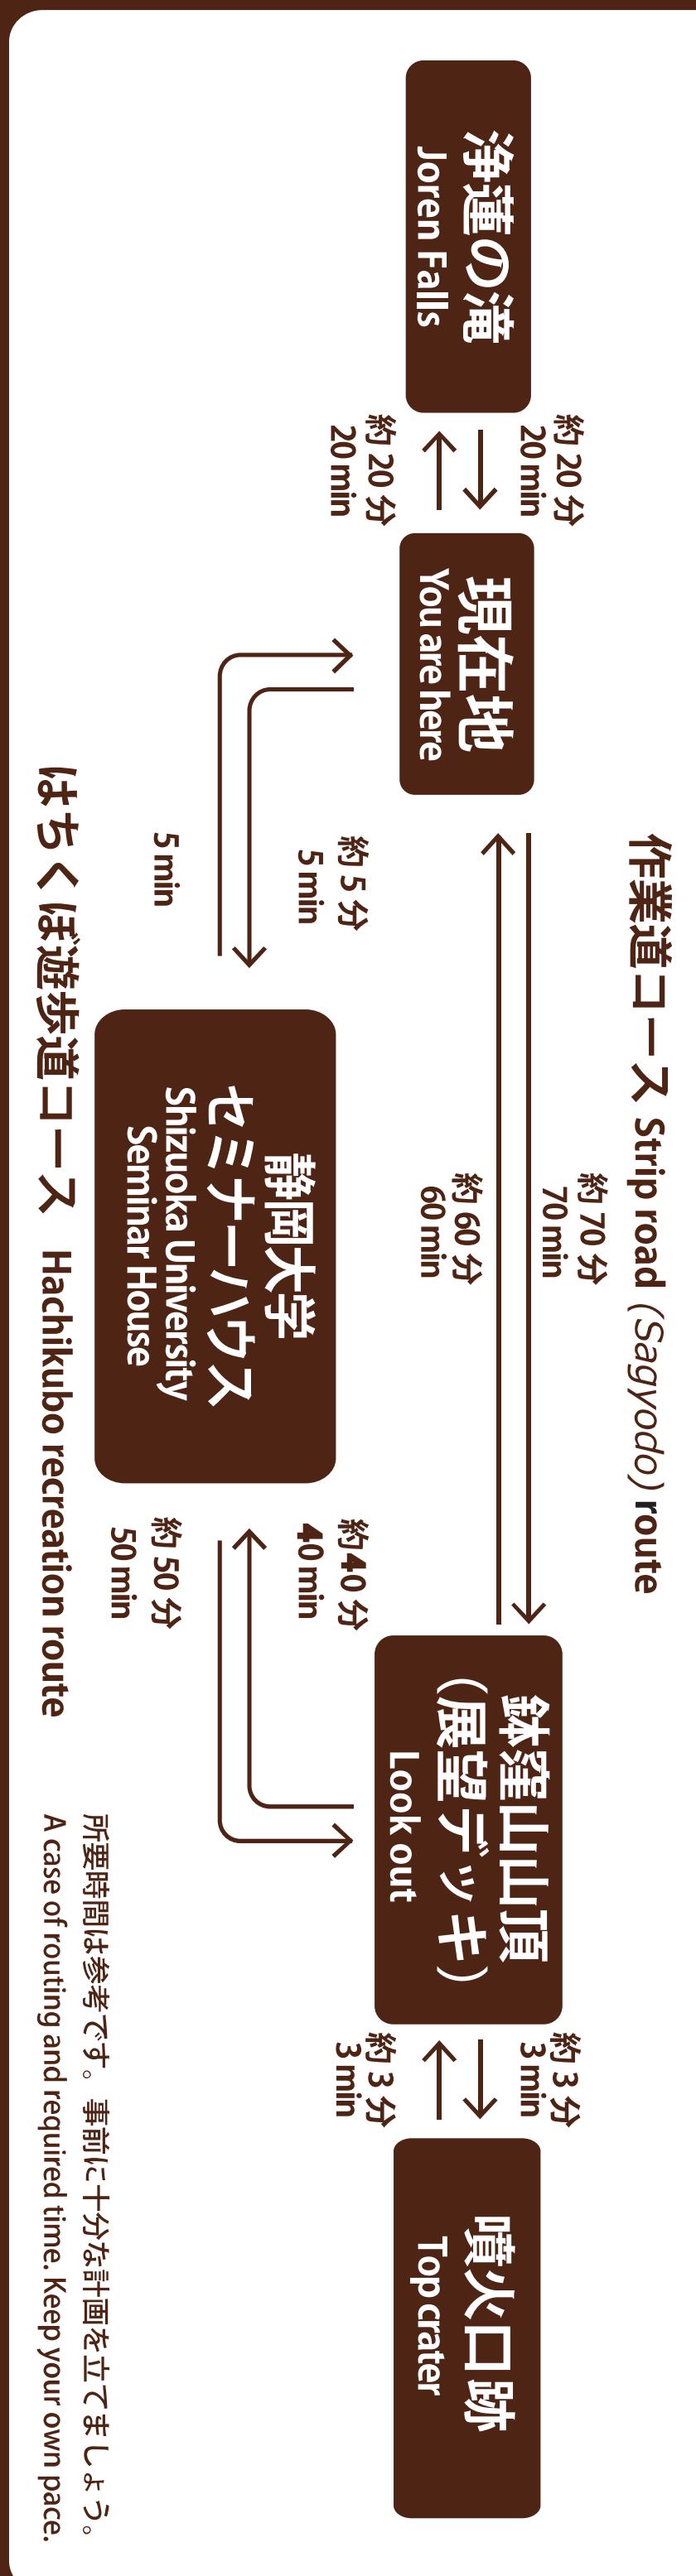 作業道コース Strip road (Sagyodo) route
浄蓮の滝
Joren Falls
約 20 分
20 min
約 20 分
20 min
現在地
You are here
約 70 分
70 min
約 60 分
60 min
鉢窪山山頂
（展望デッキ）
Look out
約 3 分
3 min
約 3 分
3 min
噴火口跡
Top crater
約 5 分
5 min
5 min
静岡大学
セミナーハウス
Shizuoka University
Seminar House
約 40 分
40 min
約 50 分
50 min
はちくぼ遊歩道コース Hachikubo recreation route
所要時間は参考です。事前に十分な計画を立てましょう。
A case of routing and required time. Keep your own pace.